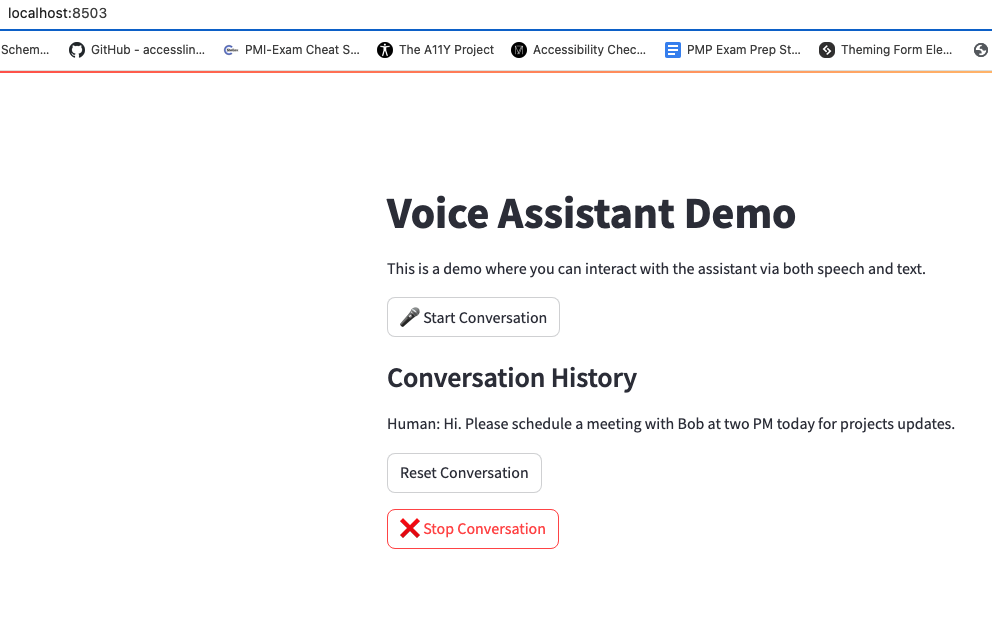 localhost:8503
Schem... GitHub - accesslin... PMI-Exam Cheat S... The A11Y Project Accessibility Chec... PMP Exam Prep St... Theming Form Ele...
Voice Assistant Demo
This is a demo where you can interact with the assistant via both speech and text.
Start Conversation
Conversation History
Human: Hi. Please schedule a meeting with Bob at two PM today for projects updates.
Reset Conversation
Stop Conversation